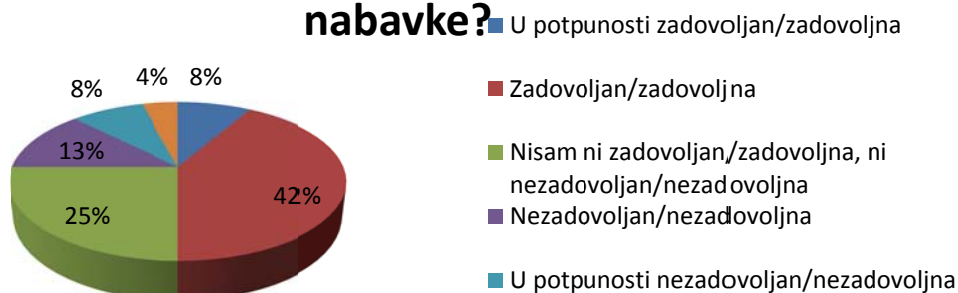 nabavke?
U potpunosti zadovoljan/zadovoljna
Zadovoljan/zadovoljna
Nisam ni zadovoljan/zadovoljna, ni
nezadovoljan/nezadovoljna
Nezadovoljan/nezadovoljna
U potpunosti nezadovoljan/nezadovoljna
8%
42%
25%
13%
8%
4%